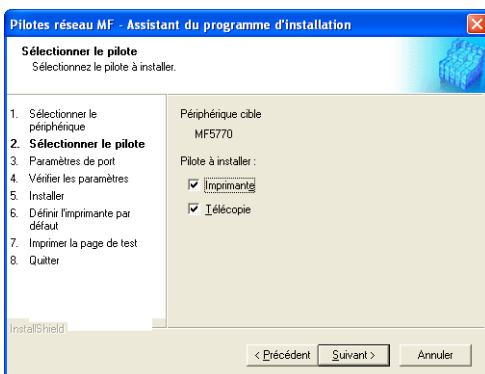 Pilotes réseau MF - Assistant du programme d'installation
Sélectionner le pilote
Sélectionnez le pilote à installer.
1. Sélectionner le
périphérique
2. Sélectionner le pilote
3. Paramètres de port
4. Vérifier les paramètres
5. Installer
6. Définir l'imprimante par
défaut
7. Imprimer la page de test
8. Quitter
Périphérique cible
MF5770
Pilote à installer :
Imprimante
Télécopie
InstallShield
< Précédent
Suivant >
Annuler